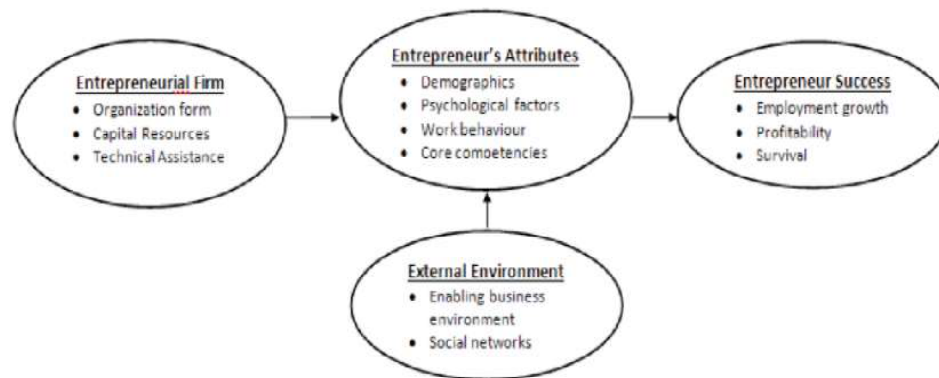 Entrepreneurial Firm
• Organization form
• Capital Resources
• Technical Assistance
Entrepreneur's Attributes
• Demographics
• Psychological factors
• Work behaviour
• Core competencies
Entrepreneur Success
• Employment growth
• Profitability
• Survival
External Environment
• Enabling business
environment
• Social networks